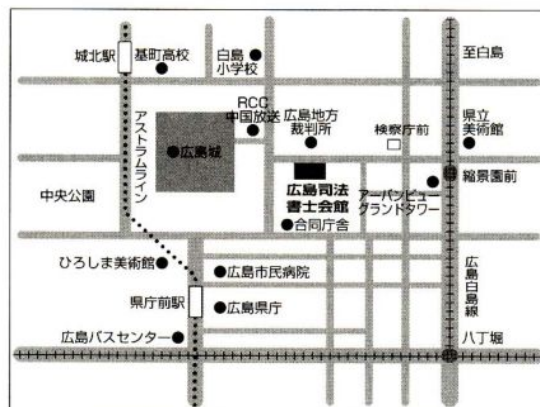 城北駅
基町高校
白島
小学校
至白島
RCC
中国放送
広島地方
裁判所
検察庁前
県立
美術館
アストラムライン
広島城
中央公園
広島司法
書士会館
アーバンビュー
グランドタワー
縮景園前
合同庁舎
ひろしま美術館
広島市民病院
広島白島線
県庁前駅
広島県庁
広島バスセンター
八丁堀